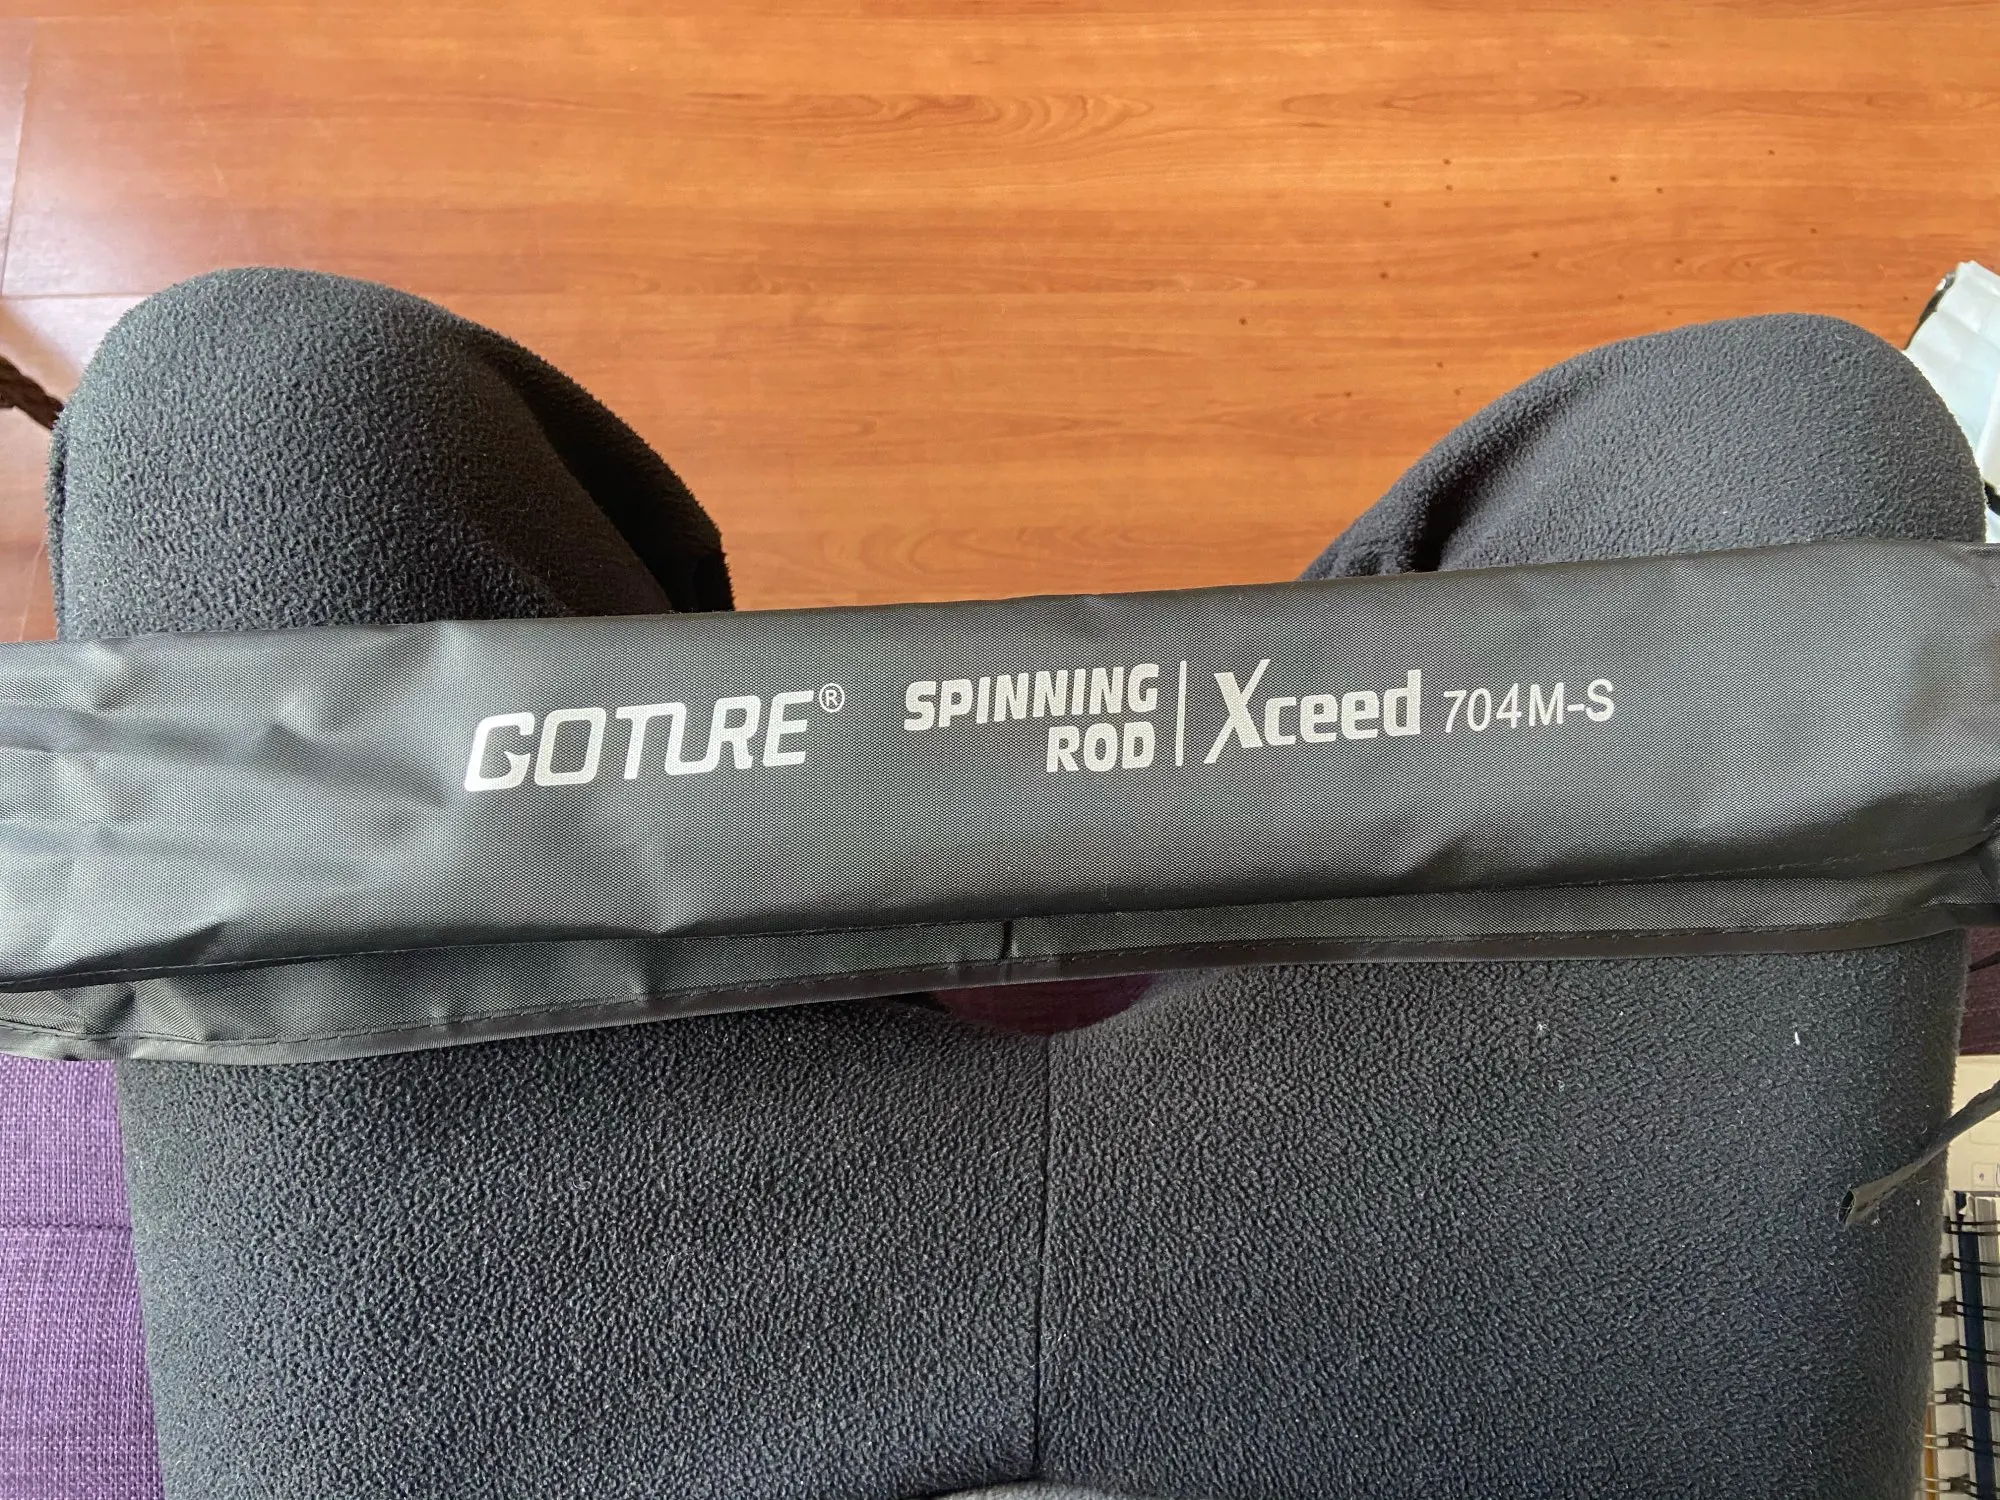 GOTURE® SPINNING ROD | Xceed 704M-S